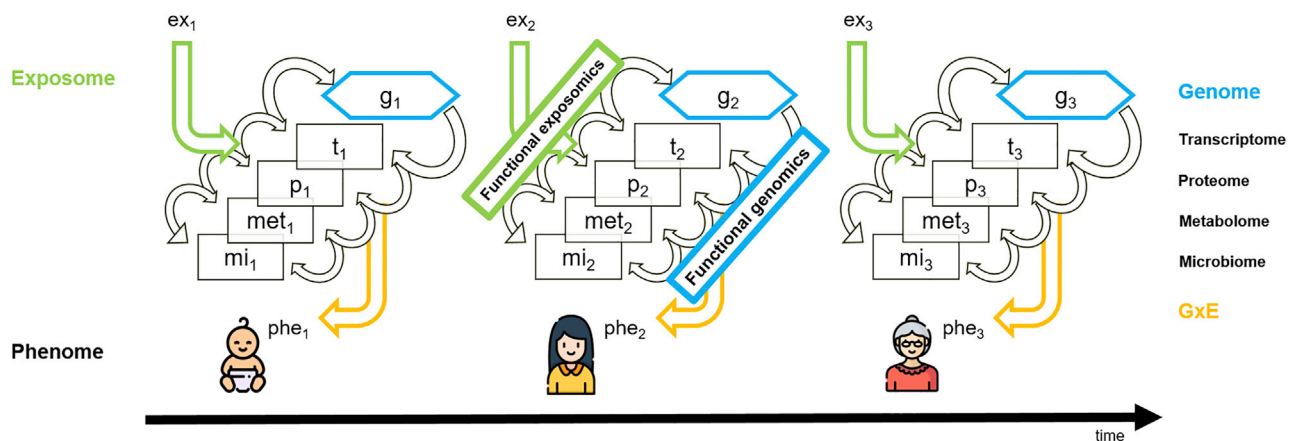 ex1
ex2
ex3
Exposome
Functional exposomics
g1
g2
g3
Genome
t1
t2
t3
Transcriptome
p1
p2
p3
Proteome
met1
met2
met3
Metabolome
mi1
mi2
mi3
Microbiome
Functional genomics
GxE
phe1
phe2
phe3
Phenome
time